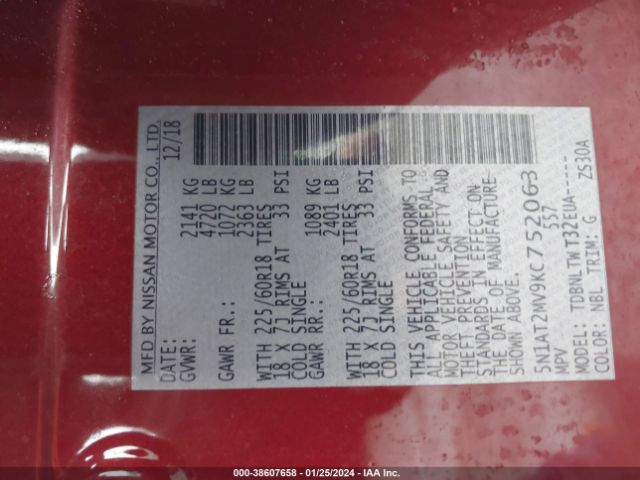 MFD BY NISSAN MOTOR CO., LTD.
DATE: 12/18
GVWR: 2141 KG
4720 LB
GAWR FR.: 1072 KG
2363 LB
WITH 225/60R18 TIRES
18 X 7J RIMS AT 33 PSI
COLD SINGLE
GAWR RR.: 1089 KG
2401 LB
WITH 225/60R18 TIRES
18 X 7J RIMS AT 33 PSI
COLD SINGLE
THIS VEHICLE CONFORMS TO
ALL APPLICABLE FEDERAL
MOTOR VEHICLE SAFETY AND
THEFT PREVENTION
STANDARDS IN EFFECT ON
THE DATE OF MANUFACTURE
SHOWN ABOVE.
5N1AT2MV9KC752063
MPV 557
MODEL: TDBNLTWT32EUA-----
COLOR: NBL TRIM: G ZS30A
000-38607658 - 01/25/2024 - IAA Inc.